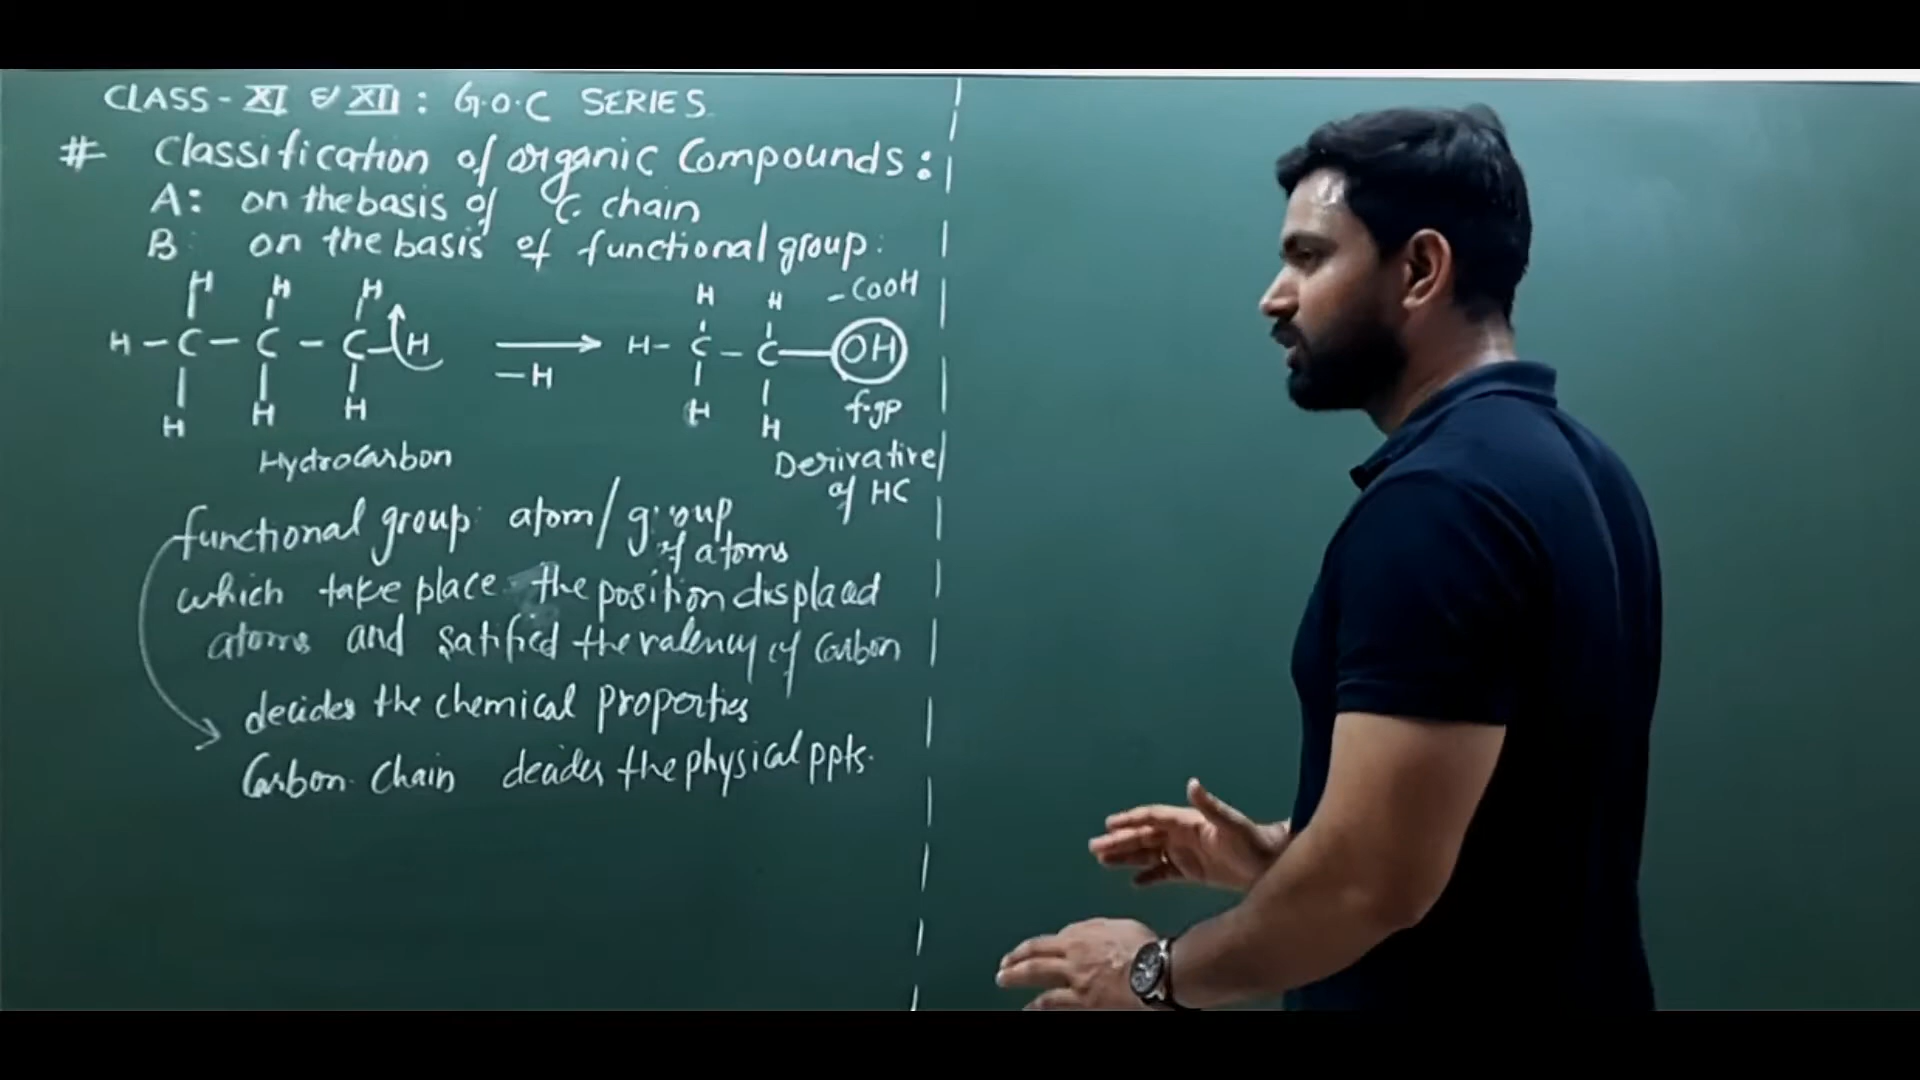 CLASS - XI & XII : G.O.C SERIES
# Classification of organic Compounds :
A : on the basis of C. chain
B : on the basis of functional group :
H H H H H -COOH
H - C - C - C - H → H - C - C - OH
-H
H H H H H f.gp
Hydrocarbon Derivative of HC
functional group : atom / group of atoms
which take place the position displaced
atoms and satified the valency of Carbon
decides the chemical properties
Carbon chain decides the physical ppts.